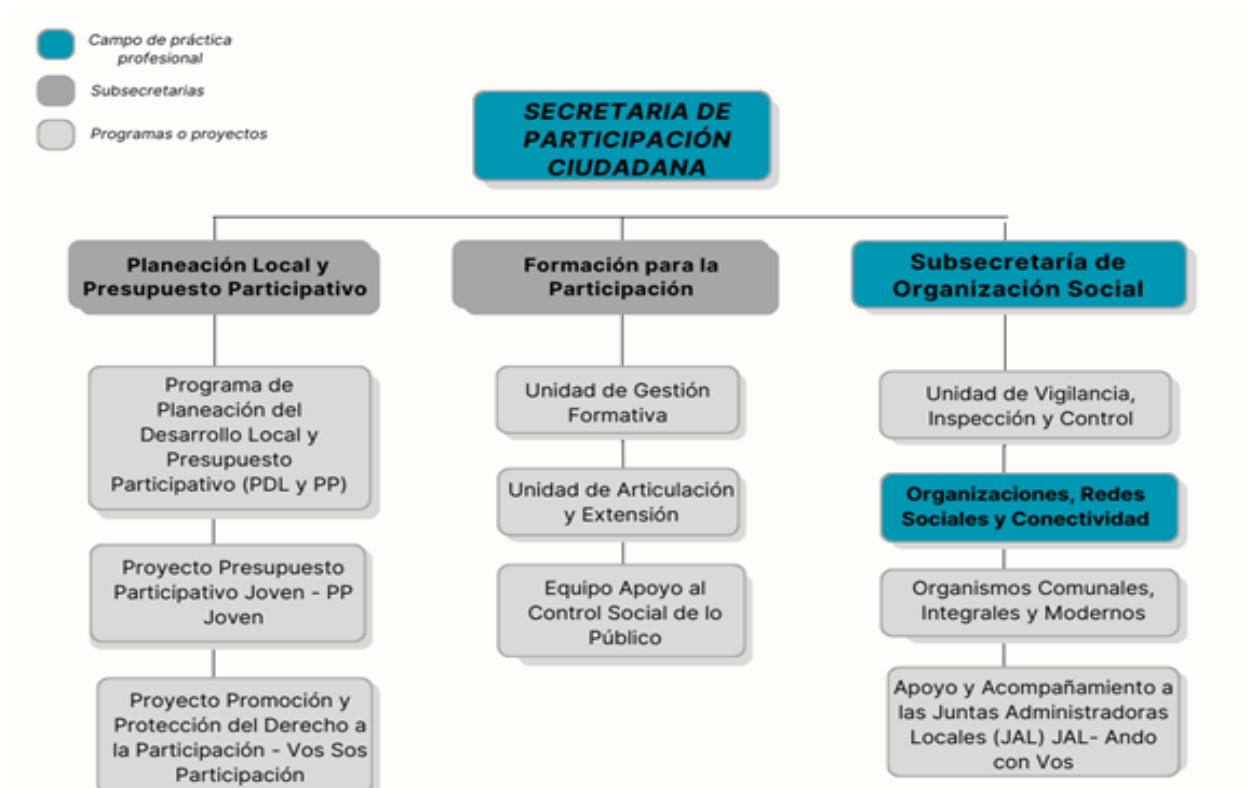 Campo de práctica
profesional
Subsecretarias
Programas o proyectos
SECRETARIA DE
PARTICIPACIÓN
CIUDADANA
Planeación Local y
Presupuesto Participativo
Programa de
Planeación del
Desarrollo Local y
Presupuesto
Participativo (PDL y PP)
Proyecto Presupuesto
Participativo Joven - PP
Joven
Proyecto Promoción y
Protección del Derecho a
la Participación - Vos Sos
Participación
Formación para la
Participación
Unidad de Gestión
Formativa
Unidad de Articulación
y Extensión
Equipo Apoyo al
Control Social de lo
Público
Subsecretaría de
Organización Social
Unidad de Vigilancia,
Inspección y Control
Organizaciones, Redes
Sociales y Conectividad
Organismos Comunales,
Integrales y Modernos
Apoyo y Acompañamiento a
las Juntas Administradoras
Locales (JAL) JAL- Ando
con Vos